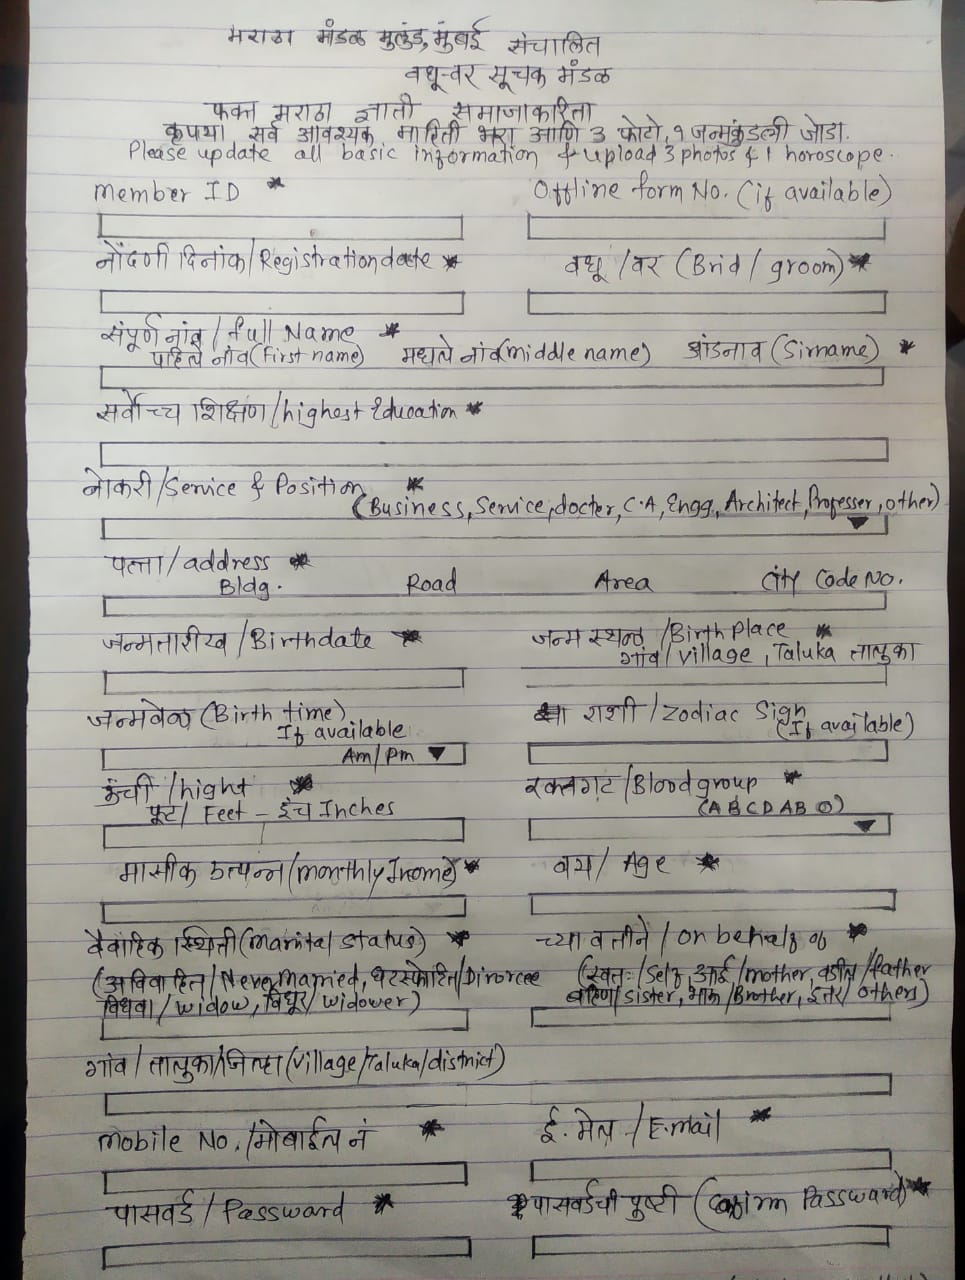 मराठा मंडळ मुलुंड, मुंबई संचालित
वधू-वर सूचक मंडळ
फक्त मराठा ज्ञाती समाजाकरिता
कृपया सर्व आवश्यक माहिती भरा आणि 3 फोटो, १ जन्मकुंडली जोडा.
Please update all basic information & upload 3 photos & 1 horoscope.
Member ID * Offline form No. (if available)
नोंदणी दिनांक/Registration date * वधू/वर (Brid/groom) *
संपूर्ण नांव/full Name *
पहिले नांव (First name) मधले नांव (middle name) आंडनाव (Sirname) *
सर्वोच्च शिक्षण/highest Education *
नोकरी/Service & Position *
(Business, Service, docter, C.A, Engg, Architect, Professer, other)
पत्ता/address *
Bldg. Road Area City Code No.
जन्मतारीख/Birthdate * जन्म स्थळ/Birth Place *
गांव/village, Taluka तालुका
जन्मवेळ (Birth time) राशी/Zodiac Sign
If available (If available)
Am/Pm
ऊंची/hight * रक्तगट/Blood group *
फूट/Feet - इंच Inches (A B C D AB O)
मासीक उत्पन्न (monthly Income) * वय/Age *
वैवाहिक स्थिती (Marital status) * च्या वतीने/on behalf of *
(अविवाहित/Never Married, घटस्फोटित/Divorcee (स्वतः/Self, आई/mother, वडील/father
विधवा/widow, विधूर/widower) बहिण/sister, भाऊ/Brother, इतर/others)
गांव/तालुका/जिल्हा (Village/Taluka/district)
Mobile No./मोबाईल नं * ई.मेल/E.mail *
पासवर्ड/Passward * पासवर्डची पुष्टी (Confirm Passward) *